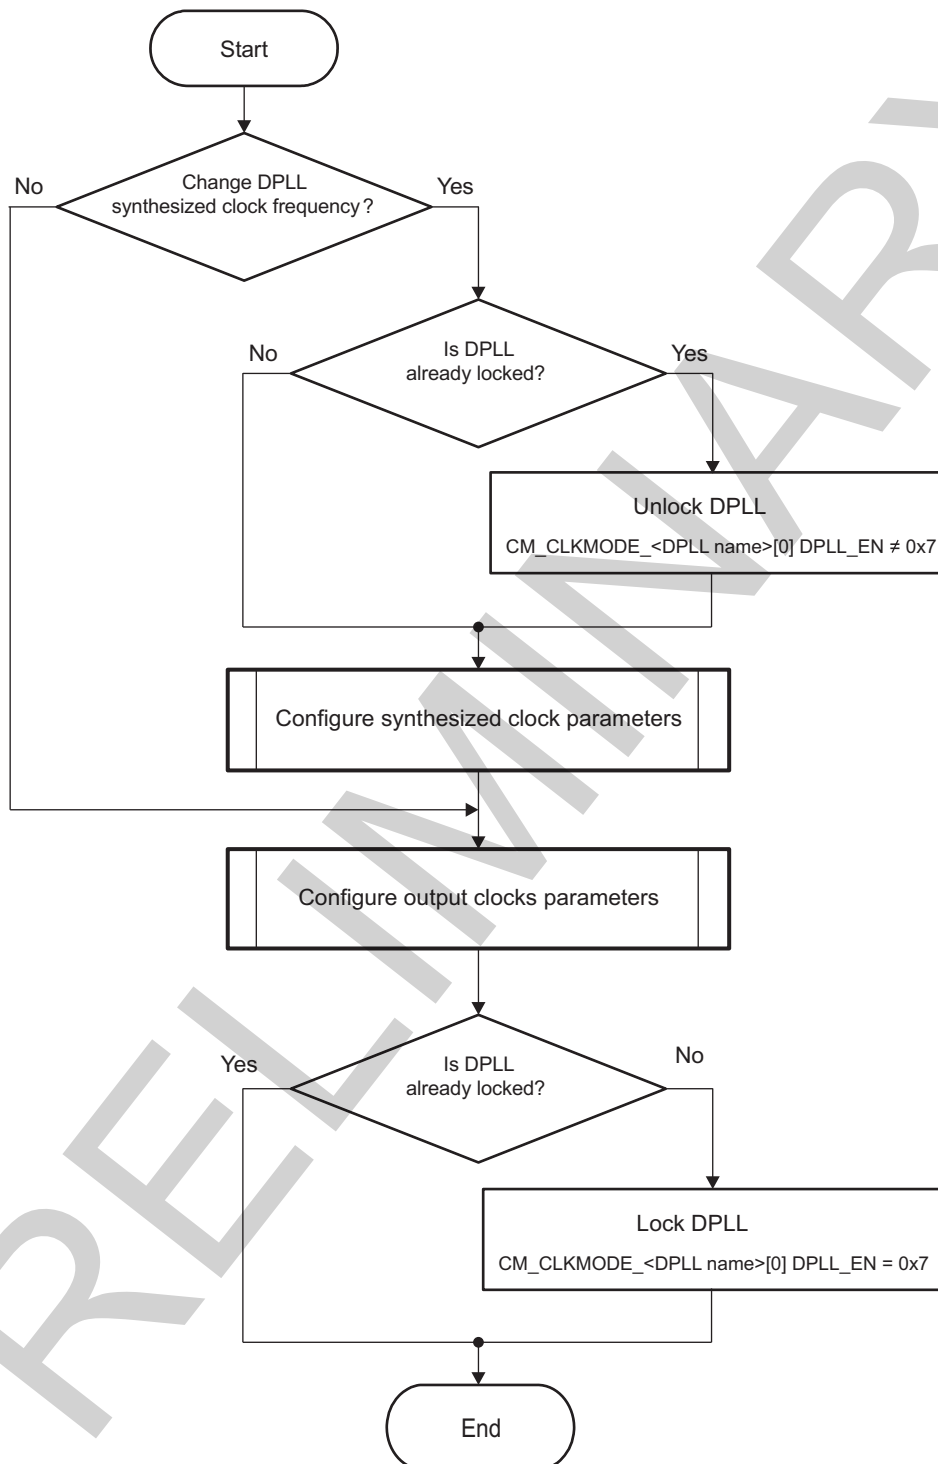 Start
No
Change DPLL
synthesized clock frequency?
Yes
No
Is DPLL
already locked?
Yes
Unlock DPLL
CM_CLKMODE_<DPLL name>[0] DPLL_EN ≠ 0x7
Configure synthesized clock parameters
Configure output clocks parameters
Yes
Is DPLL
already locked?
No
Lock DPLL
CM_CLKMODE_<DPLL name>[0] DPLL_EN = 0x7
End
RELIMINARY